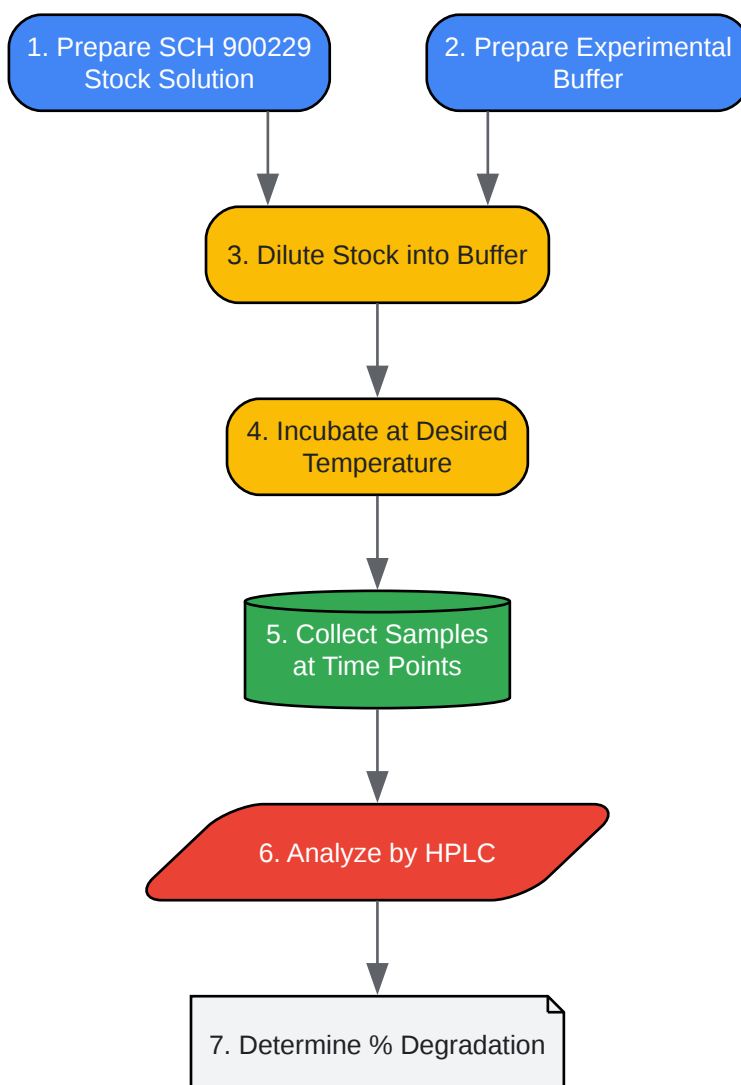 1. Prepare SCH 900229
Stock Solution
2. Prepare Experimental
Buffer
3. Dilute Stock into Buffer
4. Incubate at Desired
Temperature
5. Collect Samples
at Time Points
6. Analyze by HPLC
7. Determine % Degradation